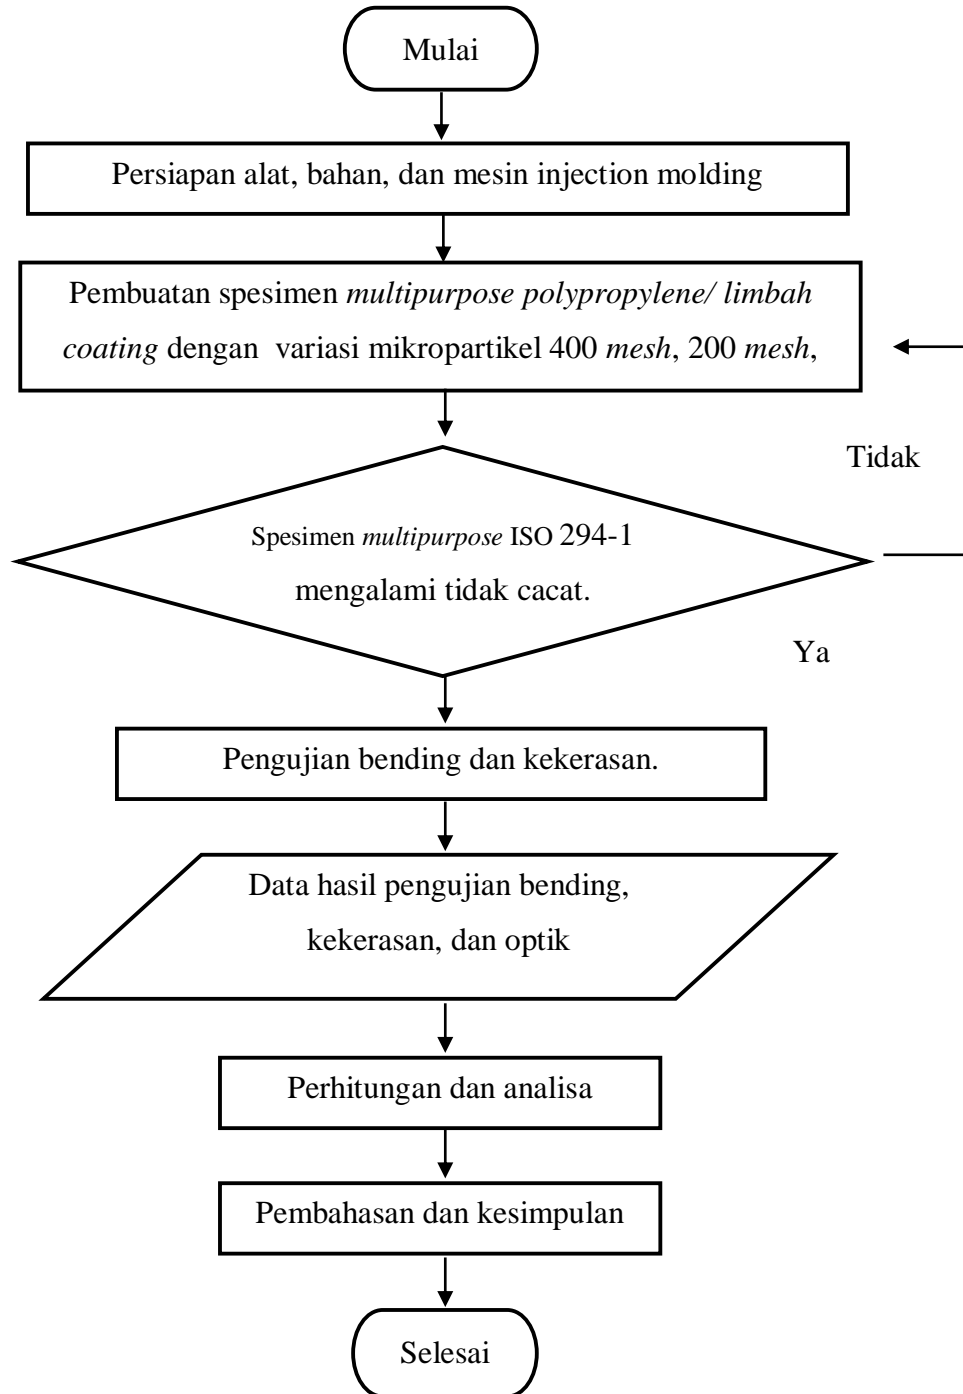 Mulai
Persiapan alat, bahan, dan mesin injection molding
Pembuatan spesimen multipurpose polypropylene/ limbah
coating dengan variasi mikropartikel 400 mesh, 200 mesh,
Tidak
Spesimen multipurpose ISO 294-1
mengalami tidak cacat.
Ya
Pengujian bending dan kekerasan.
Data hasil pengujian bending,
kekerasan, dan optik
Perhitungan dan analisa
Pembahasan dan kesimpulan
Selesai